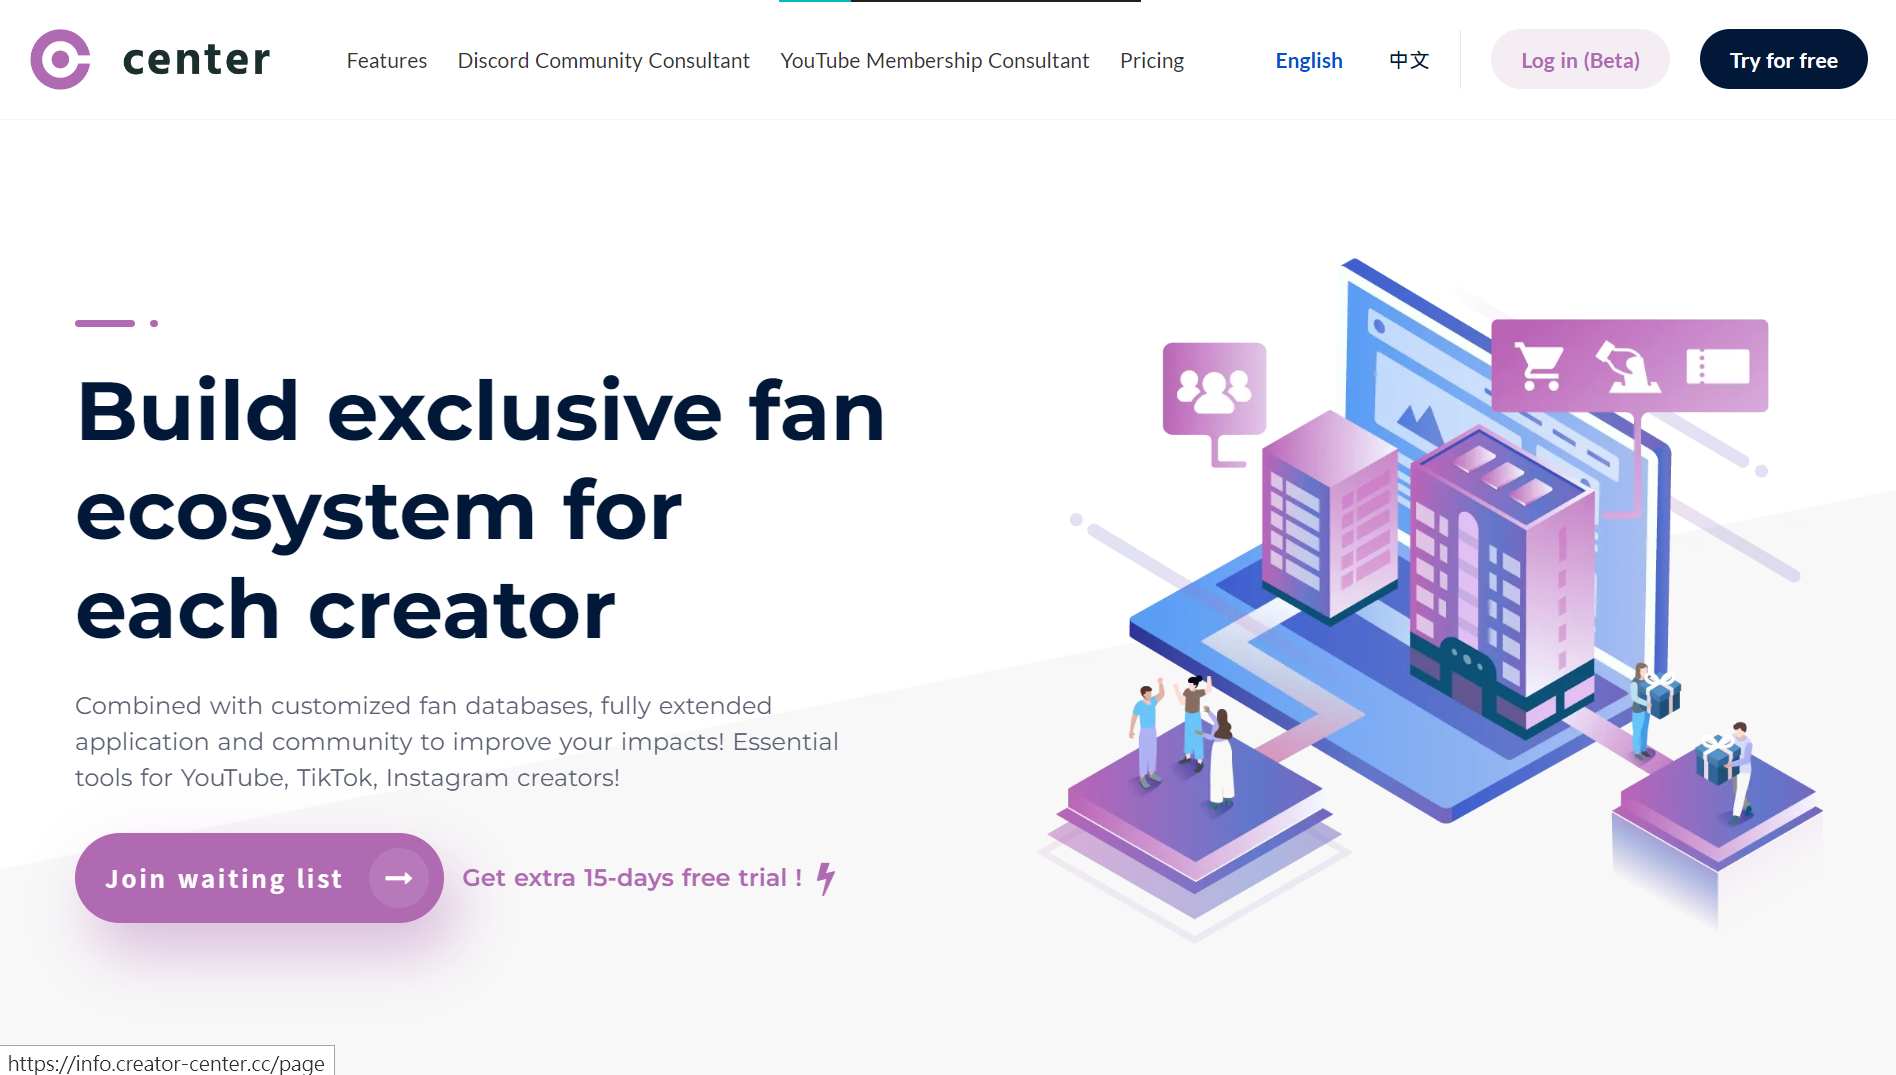 center
Features
Discord Community Consultant
YouTube Membership Consultant
Pricing
English
中文
Log in (Beta)
Try for free
Build exclusive fan
ecosystem for
each creator
Combined with customized fan databases, fully extended
application and community to improve your impacts! Essential
tools for YouTube, TikTok, Instagram creators!
Join waiting list
Get extra 15-days free trial !
https://info.creator-center.cc/page